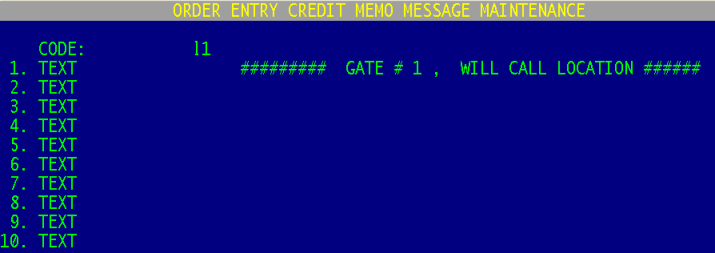 ORDER ENTRY CREDIT MEMO MESSAGE MAINTENANCE
CODE: l1
1. TEXT ######### GATE # 1 , WILL CALL LOCATION ######
2. TEXT
3. TEXT
4. TEXT
5. TEXT
6. TEXT
7. TEXT
8. TEXT
9. TEXT
10. TEXT